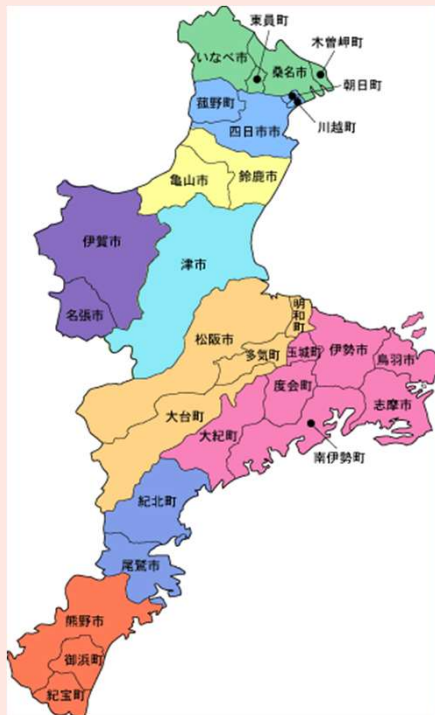 東員町
木曽岬町
いなべ市
桑名市
朝日町
菰野町
川越町
四日市市
亀山市
鈴鹿市
伊賀市
津市
名張市
明和町
松阪市
多気町
玉城町
伊勢市
鳥羽市
度会町
志摩市
大台町
大紀町
南伊勢町
紀北町
尾鷲市
熊野市
御浜町
紀宝町